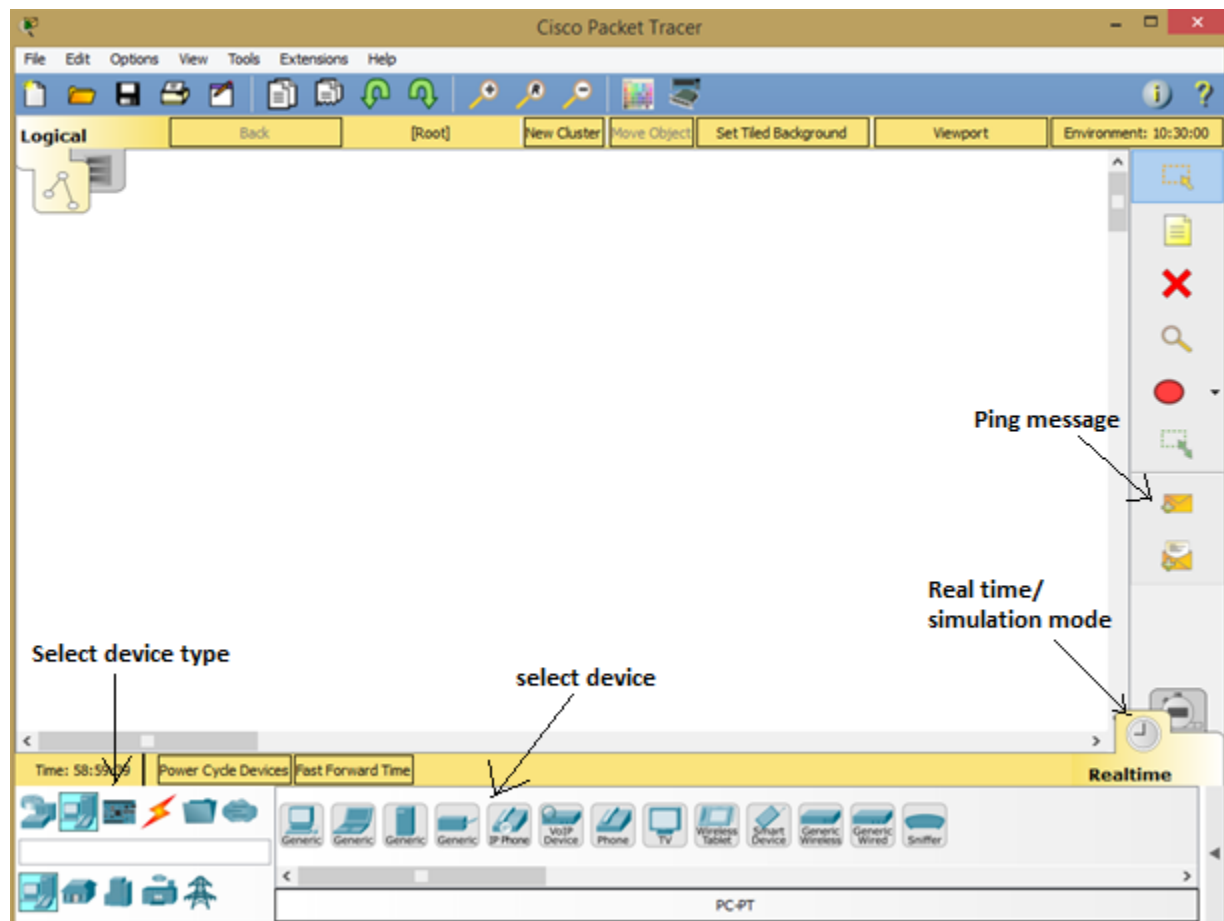 Cisco Packet Tracer
File Edit Options View Tools Extensions Help
Logical Back [Root] New Cluster Move Object Set Tiled Background Viewport Environment: 10:30:00
Ping message
Real time/
simulation mode
Select device type
select device
Time: 58:59:09 Power Cycle Devices Fast Forward Time Realtime
Generic Generic Generic Generic IP Phone VoIP Device Phone TV Wireless Tablet Smart Device Generic Wireless Generic Wired Sniffer
PC-PT